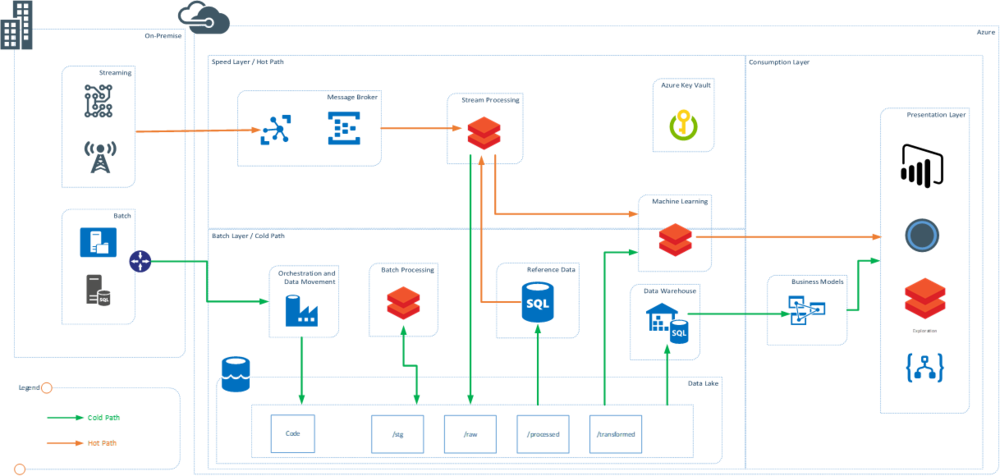 On-Premise
Azure
Streaming
Speed Layer / Hot Path
Message Broker
Stream Processing
Azure Key Vault
Consumption Layer
Presentation Layer
Batch
SQL
Batch Layer / Cold Path
Orchestration and
Data Movement
Batch Processing
Reference Data
SQL
Machine Learning
Data Warehouse
SQL
Business Models
Exploration
Data Lake
Code
/stg
/raw
/processed
/transformed
Legend
Cold Path
Hot Path